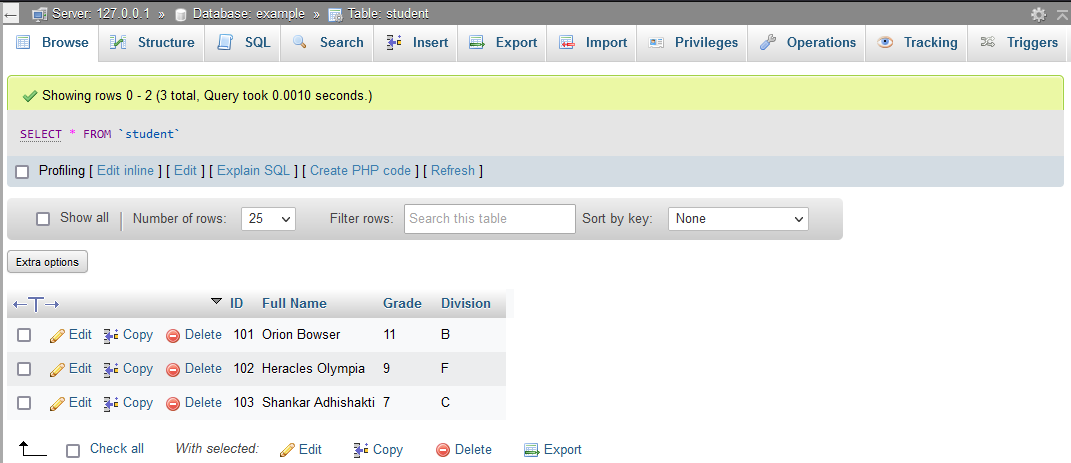 Server: 127.0.0.1 » Database: example » Table: student
Browse Structure SQL Search Insert Export Import Privileges Operations Tracking Triggers
Showing rows 0 - 2 (3 total, Query took 0.0010 seconds.)
SELECT * FROM `student`
Profiling [ Edit inline ] [ Edit ] [ Explain SQL ] [ Create PHP code ] [ Refresh ]
Show all Number of rows: 25 Filter rows: Search this table Sort by key: None
Extra options
ID Full Name Grade Division
Edit Copy Delete 101 Orion Bowser 11 B
Edit Copy Delete 102 Heracles Olympia 9 F
Edit Copy Delete 103 Shankar Adhishakti 7 C
Check all With selected: Edit Copy Delete Export